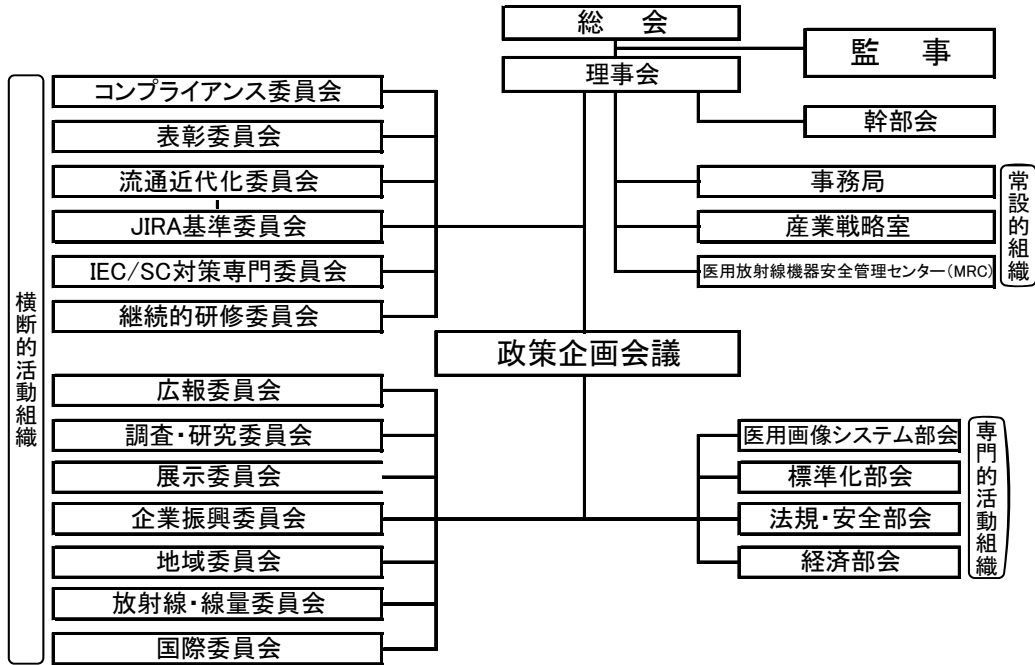 総　会
監　事
理事会
幹部会
横断的活動組織
コンプライアンス委員会
表彰委員会
流通近代化委員会
JIRA基準委員会
IEC/SC対策専門委員会
継続的研修委員会
事務局
産業戦略室
医用放射線機器安全管理センター(MRC)
常設的組織
政策企画会議
広報委員会
調査・研究委員会
展示委員会
企業振興委員会
地域委員会
放射線・線量委員会
国際委員会
医用画像システム部会
標準化部会
法規・安全部会
経済部会
専門的活動組織